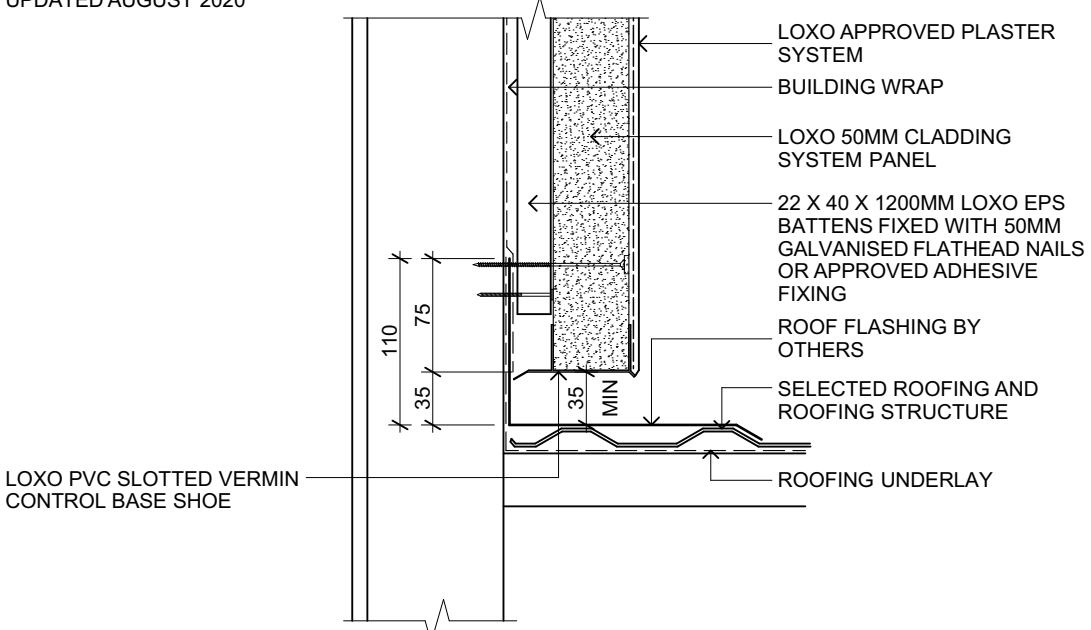 UPDATED AUGUST 2020
LOXO APPROVED PLASTER
SYSTEM
BUILDING WRAP
LOXO 50MM CLADDING
SYSTEM PANEL
22 X 40 X 1200MM LOXO EPS
BATTENS FIXED WITH 50MM
GALVANISED FLATHEAD NAILS
OR APPROVED ADHESIVE
FIXING
ROOF FLASHING BY
OTHERS
SELECTED ROOFING AND
ROOFING STRUCTURE
ROOFING UNDERLAY
110
75
35
35
MIN
LOXO PVC SLOTTED VERMIN
CONTROL BASE SHOE